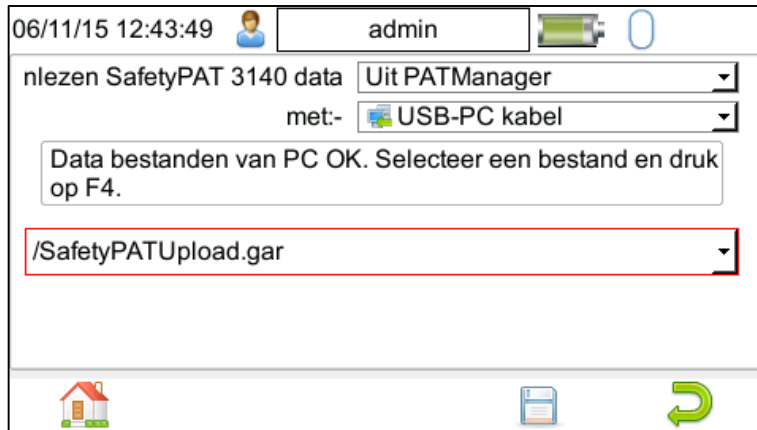 06/11/15 12:43:49 admin
nlezen SafetyPAT 3140 data Uit PATManager
met:- USB-PC kabel
Data bestanden van PC OK. Selecteer een bestand en druk
op F4.
/SafetyPATUpload.gar